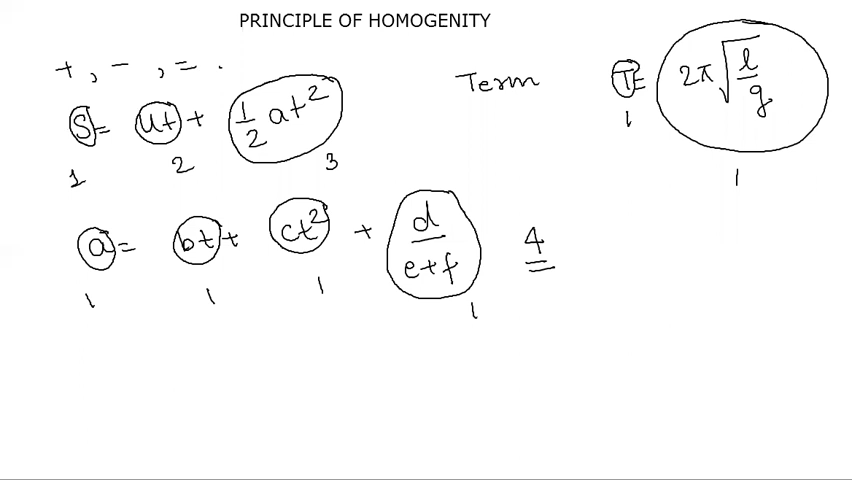 PRINCIPLE OF HOMOGENITY
+, -, = .
Term
S = ut + 1/2 at²
1 2 3
T = 2π √(l/g)
1 1
a = bt + ct² + d/(e+f)
4
1 1 1 1